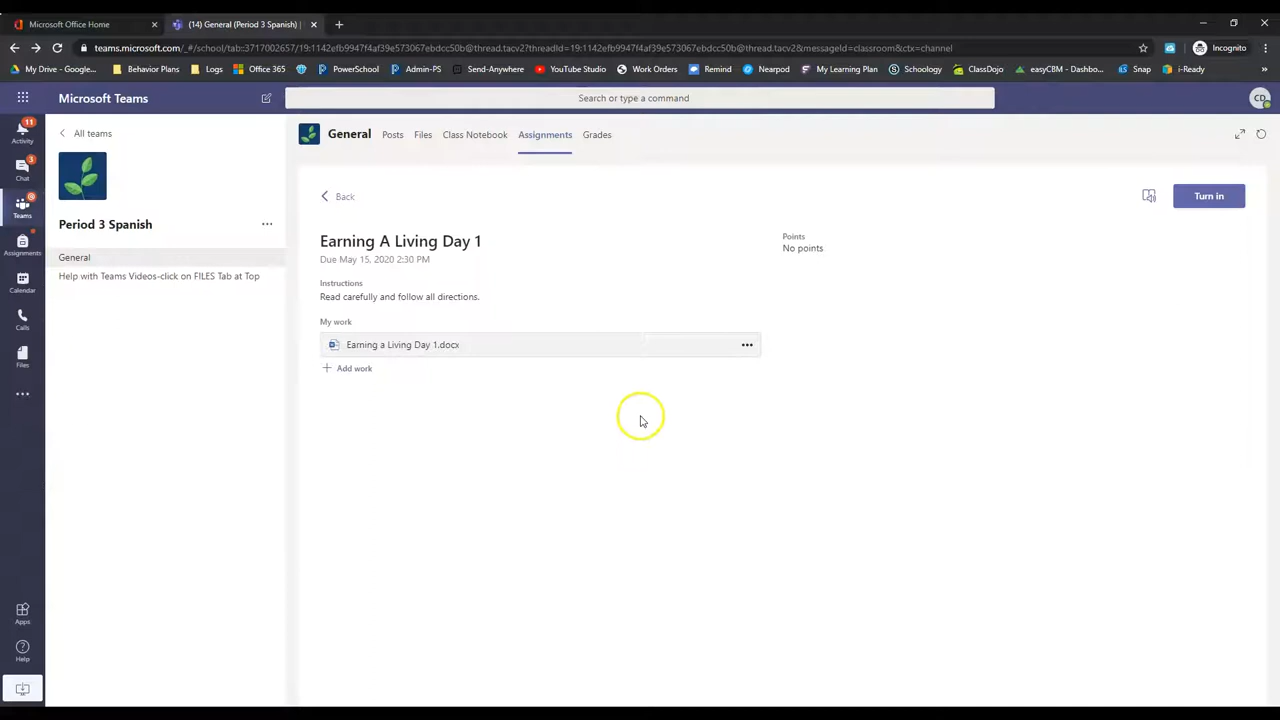 Microsoft Office Home
(14) General (Period 3 Spanish) |
teams.microsoft.com/_#/school/tab::3717002657/19:1142efb9947f4af39e573067ebdcc50b@thread.tacv2?threadId=19:1142efb9947f4af39e573067ebdcc50b@thread.tacv2&messageId=classroom&ctx=channel
Incognito
My Drive - Google...
Behavior Plans
Logs
Office 365
PowerSchool
Admin-PS
Send-Anywhere
YouTube Studio
Work Orders
Remind
Nearpod
My Learning Plan
Schoology
ClassDojo
easyCBM - Dashbo...
Snap
i-Ready
Microsoft Teams
Search or type a command
CD
11
Activity
3
Chat
Teams
Assignments
Calendar
Calls
Files
Apps
Help
All teams
Period 3 Spanish
General
Help with Teams Videos-click on FILES Tab at Top
General
Posts
Files
Class Notebook
Assignments
Grades
Back
Turn in
Earning A Living Day 1
Due May 15, 2020 2:30 PM
Points
No points
Instructions
Read carefully and follow all directions.
My work
Earning a Living Day 1.docx
Add work